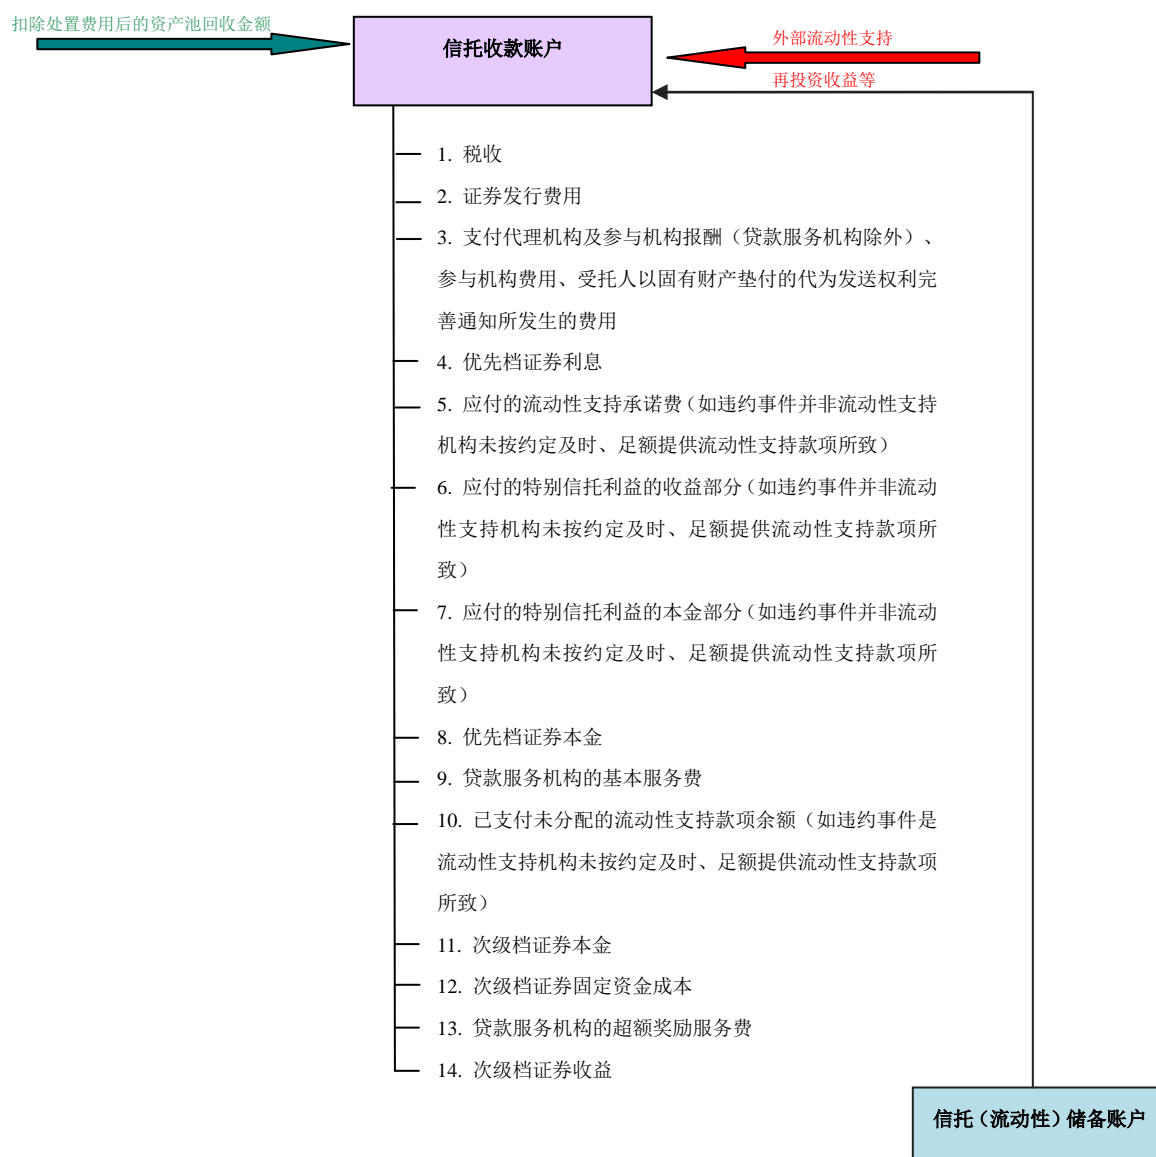 扣除处置费用后的资产池回收金额
信托收款账户
外部流动性支持
再投资收益等
1. 税收
2. 证券发行费用
3. 支付代理机构及参与机构报酬（贷款服务机构除外）、
参与机构费用、受托人以固有财产垫付的代为发送权利完
善通知所发生的费用
4. 优先档证券利息
5. 应付的流动性支持承诺费（如违约事件并非流动性支持
机构未按约定及时、足额提供流动性支持款项所致）
6. 应付的特别信托利益的收益部分（如违约事件并非流动
性支持机构未按约定及时、足额提供流动性支持款项所
致）
7. 应付的特别信托利益的本金部分（如违约事件并非流动
性支持机构未按约定及时、足额提供流动性支持款项所
致）
8. 优先档证券本金
9. 贷款服务机构的基本服务费
10. 已支付未分配的流动性支持款项余额（如违约事件是
流动性支持机构未按约定及时、足额提供流动性支持款项
所致）
11. 次级档证券本金
12. 次级档证券固定资金成本
13. 贷款服务机构的超额奖励服务费
14. 次级档证券收益
信托（流动性）储备账户